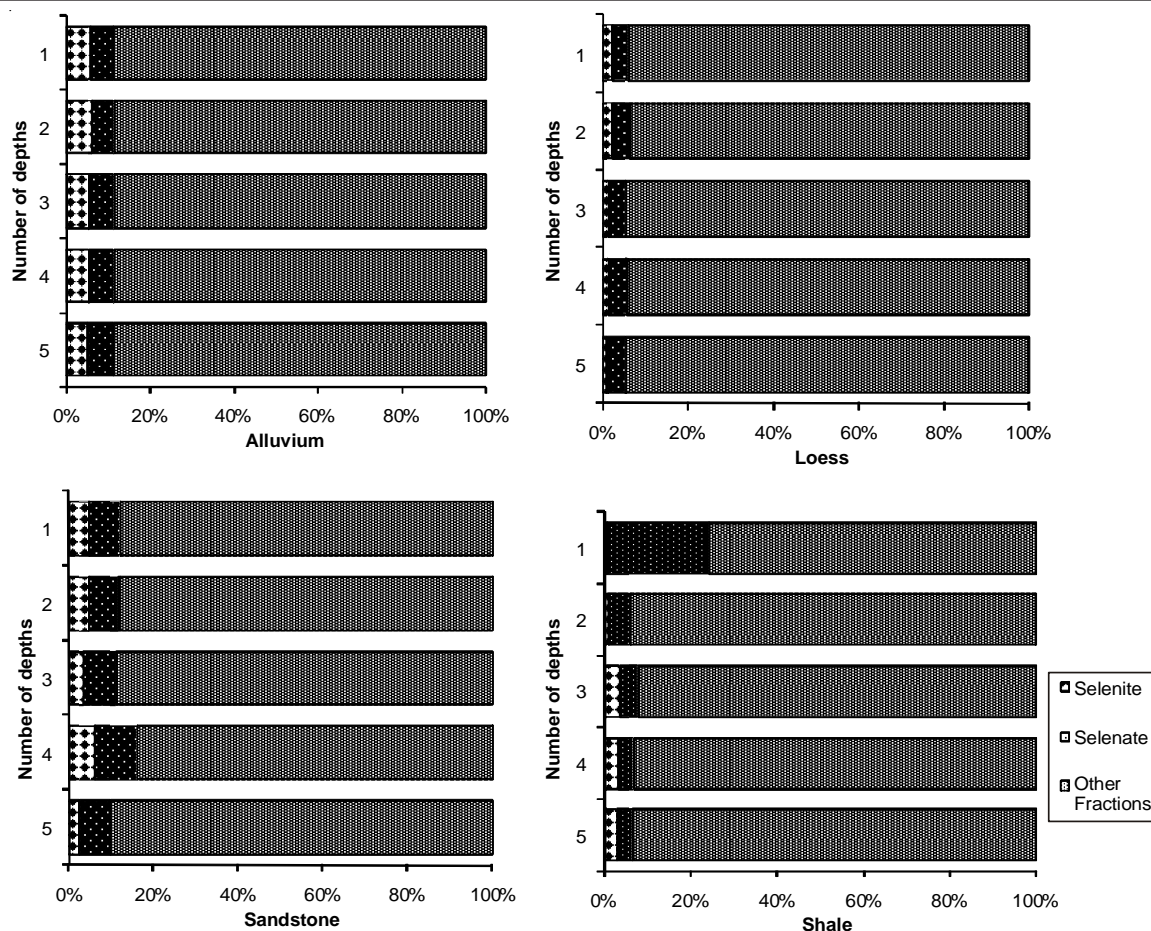 Number of depths
1
2
3
4
5
0% 20% 40% 60% 80% 100%
Alluvium
Number of depths
1
2
3
4
5
0% 20% 40% 60% 80% 100%
Loess
Number of depths
1
2
3
4
5
0% 20% 40% 60% 80% 100%
Sandstone
Number of depths
1
2
3
4
5
0% 20% 40% 60% 80% 100%
Shale
Selenite
Selenate
Other
Fractions